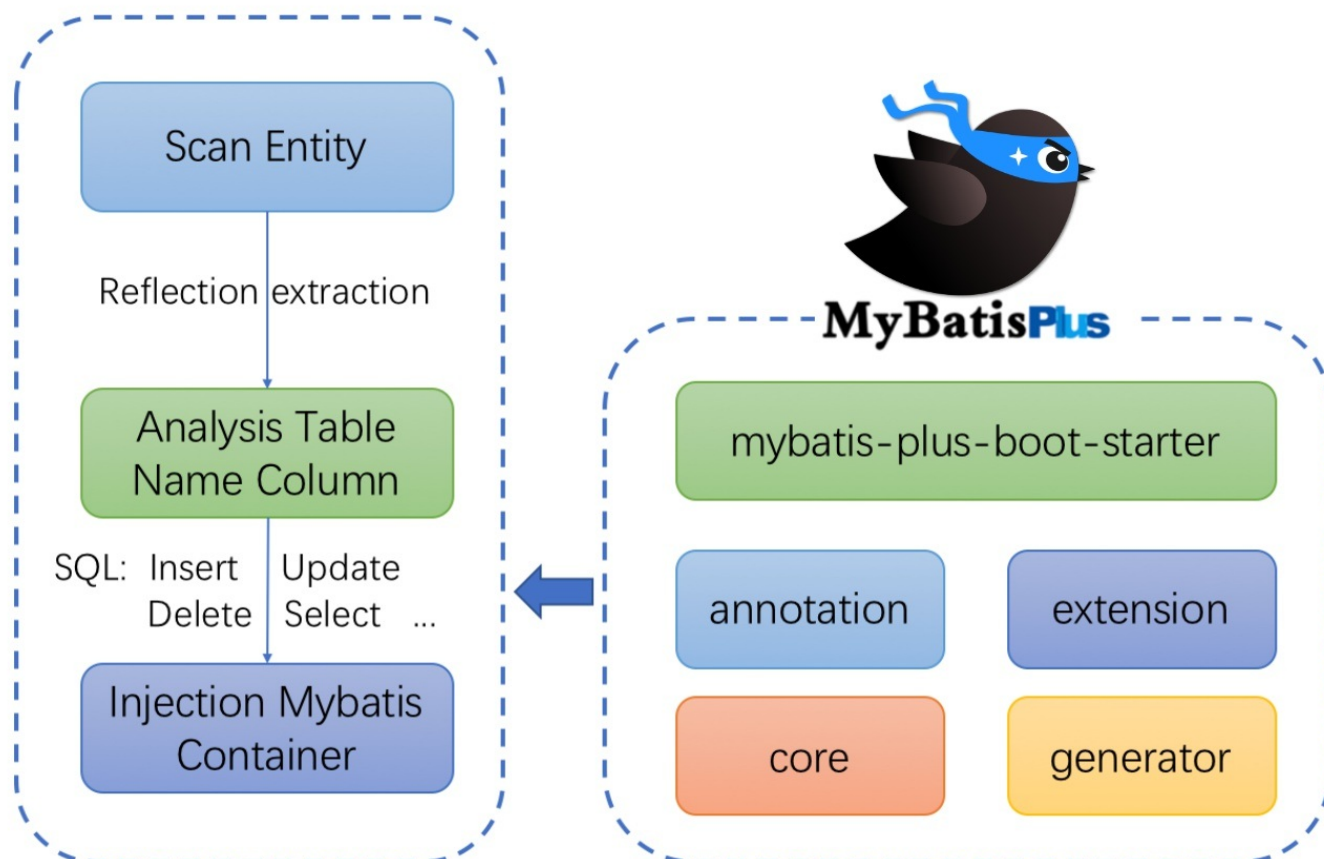 Scan Entity
Reflection extraction
Analysis Table
Name Column
SQL: Insert Update
Delete Select ...
Injection Mybatis
Container
MyBatisPlus
mybatis-plus-boot-starter
annotation extension
core generator